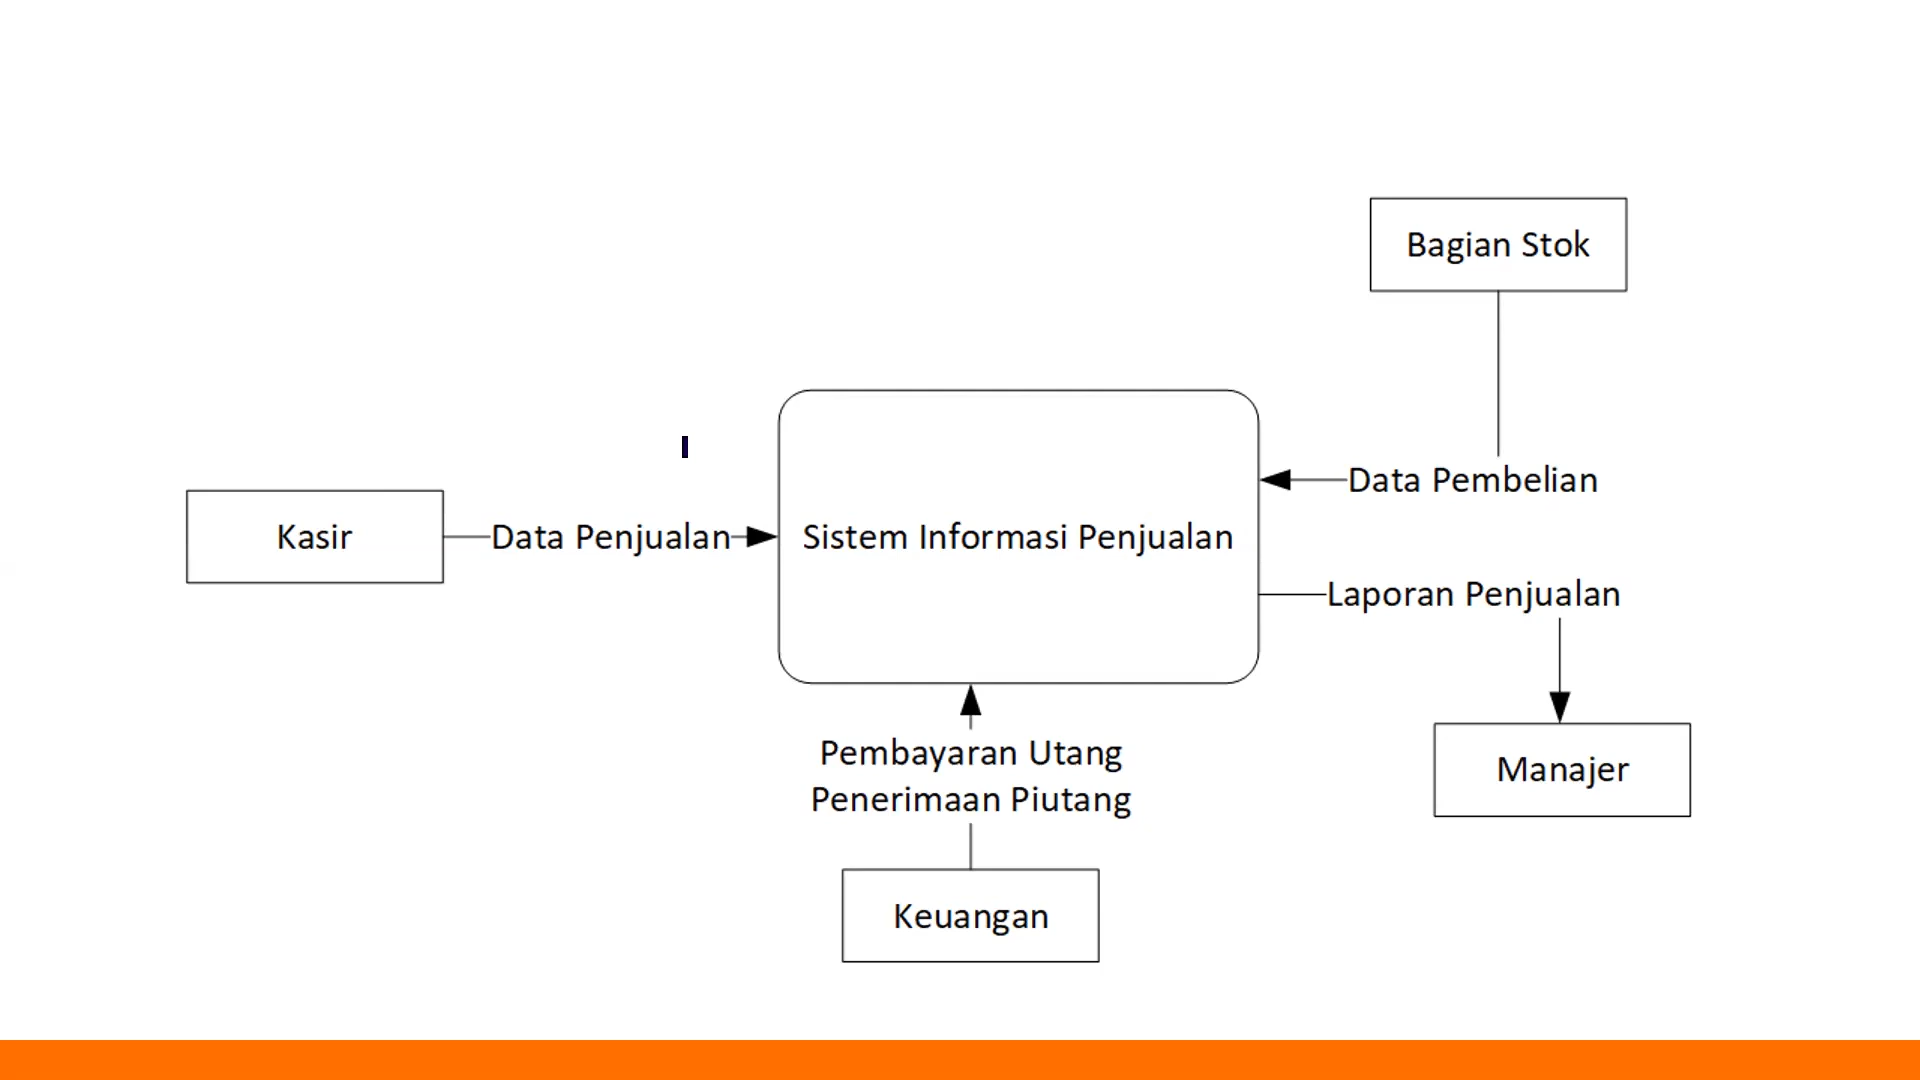 Bagian Stok
Data Pembelian
Kasir
Data Penjualan
Sistem Informasi Penjualan
Laporan Penjualan
Pembayaran Utang
Penerimaan Piutang
Manajer
Keuangan